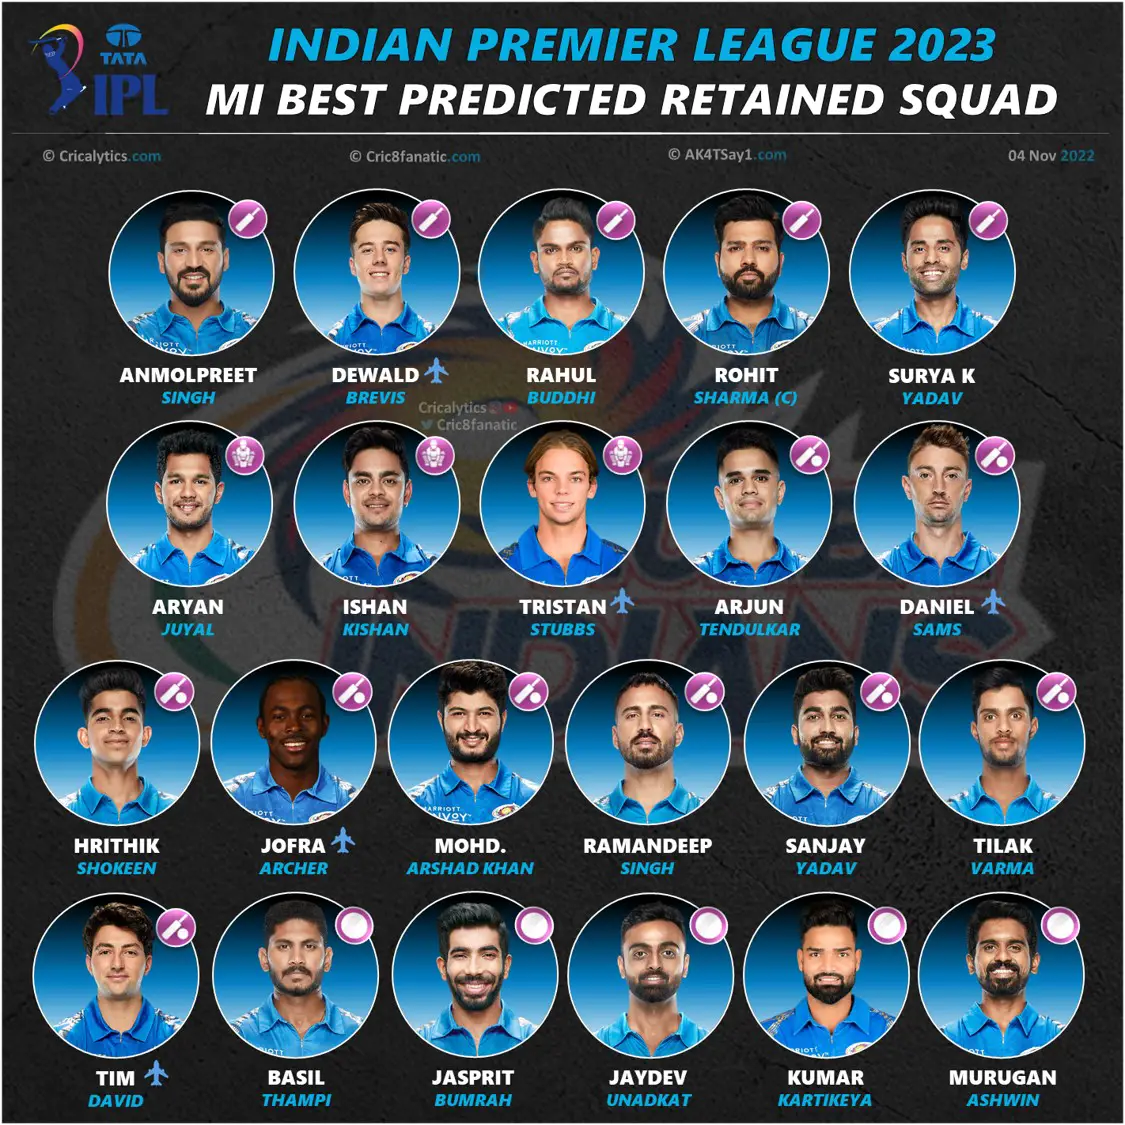 INDIAN PREMIER LEAGUE 2023
TATA
IPL
MI BEST PREDICTED RETAINED SQUAD
© Cricalytics.com © Cric8fanatic.com © AK4TSay1.com 04 Nov 2022
ANMOLPREET DEWALD RAHUL ROHIT SURYA K
SINGH BREVIS BUDDHI SHARMA (C) YADAV
Cricalytics
Cric8fanatic
ARYAN ISHAN TRISTAN ARJUN DANIEL
JUYAL KISHAN STUBBS TENDULKAR SAMS
INDIANS
HRITHIK JOFRA MOHD. RAMANDEEP SANJAY TILAK
SHOKEEN ARCHER ARSHAD KHAN SINGH YADAV VARMA
TIM BASIL JASPRIT JAYDEV KUMAR MURUGAN
DAVID THAMPI BUMRAH UNADKAT KARTIKEYA ASHWIN